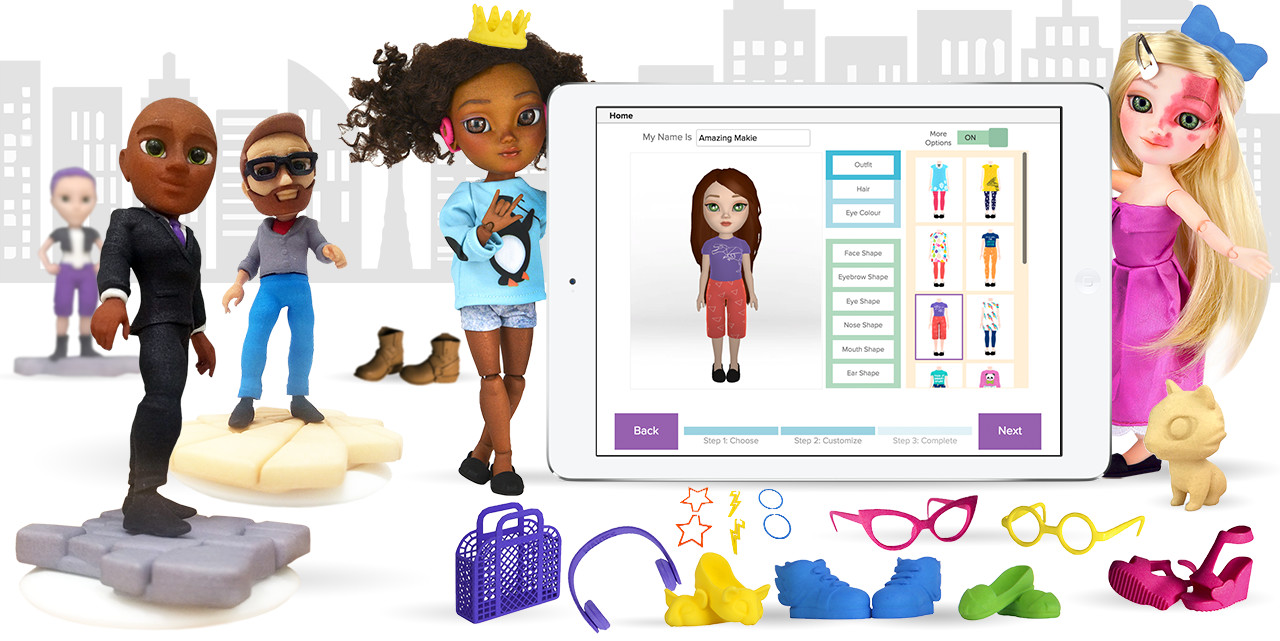 Home
My Name Is Amazing Makie
More Options ON
Outfit
Hair
Eye Colour
Face Shape
Eyebrow Shape
Eye Shape
Nose Shape
Mouth Shape
Ear Shape
Back
Step 1: Choose
Step 2: Customize
Step 3: Complete
Next